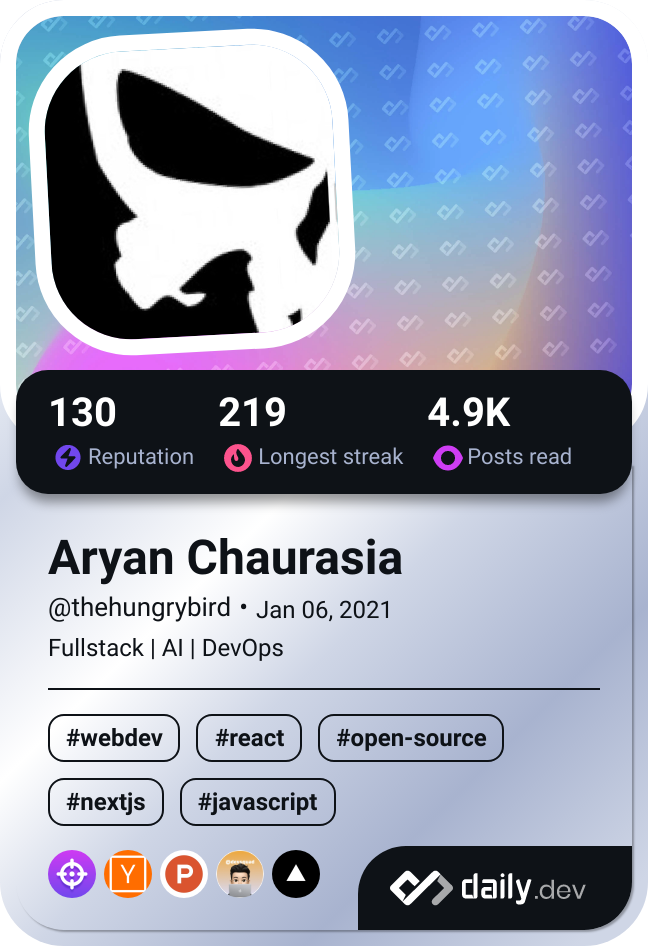 130 219 4.9K
Reputation Longest streak Posts read
Aryan Chaurasia
@thehungrybird • Jan 06, 2021
Fullstack | AI | DevOps
#webdev #react #open-source
#nextjs #javascript
Y P
daily.dev